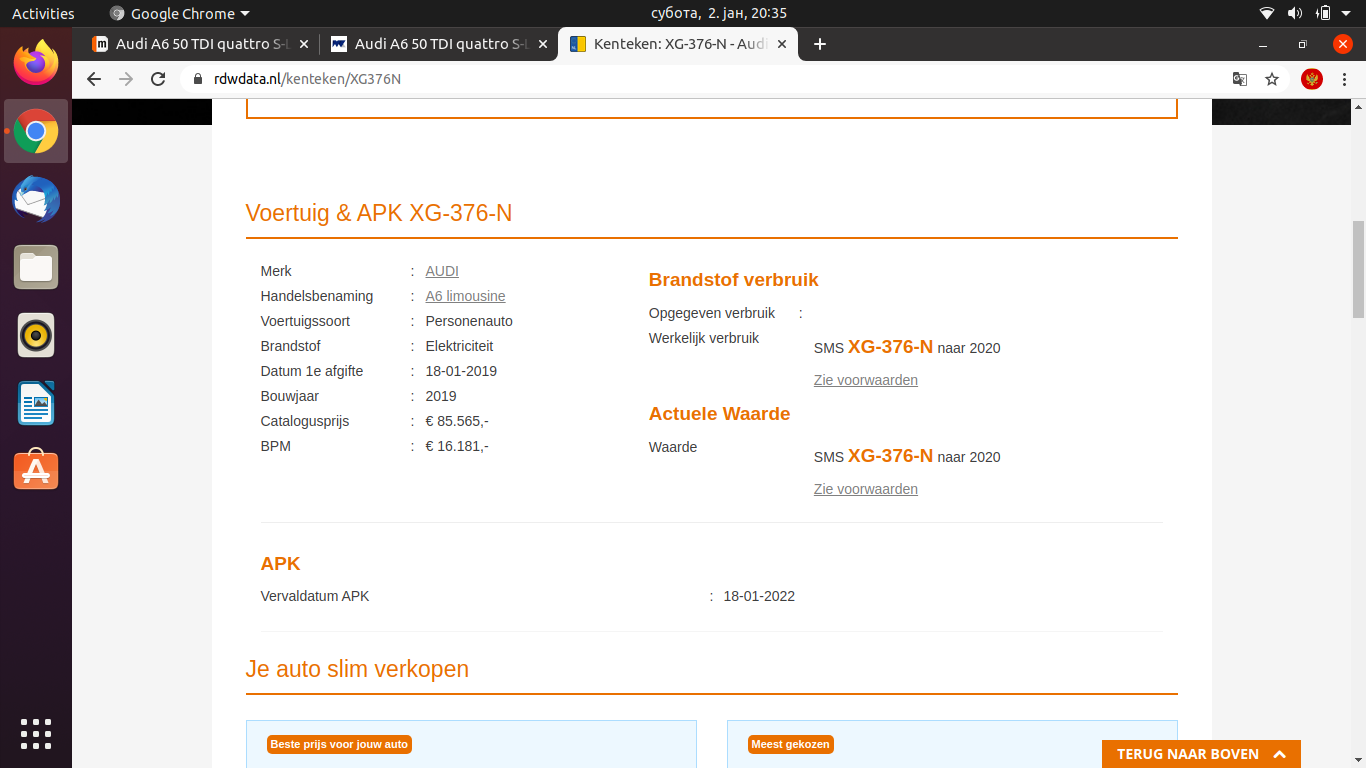 Activities
Google Chrome
субота, 2. јан, 20:35
Audi A6 50 TDI quattro S-L
Audi A6 50 TDI quattro S-L
Kenteken: XG-376-N - Audi
rdwdata.nl/kenteken/XG376N
Voertuig & APK XG-376-N
Merk : AUDI
Handelsbenaming : A6 limousine
Voertuigssoort : Personenauto
Brandstof : Elektriciteit
Datum 1e afgifte : 18-01-2019
Bouwjaar : 2019
Catalogusprijs : € 85.565,-
BPM : € 16.181,-
Brandstof verbruik
Opgegeven verbruik :
Werkelijk verbruik
SMS XG-376-N naar 2020
Zie voorwaarden
Actuele Waarde
Waarde
SMS XG-376-N naar 2020
Zie voorwaarden
APK
Vervaldatum APK : 18-01-2022
Je auto slim verkopen
Beste prijs voor jouw auto
Meest gekozen
TERUG NAAR BOVEN